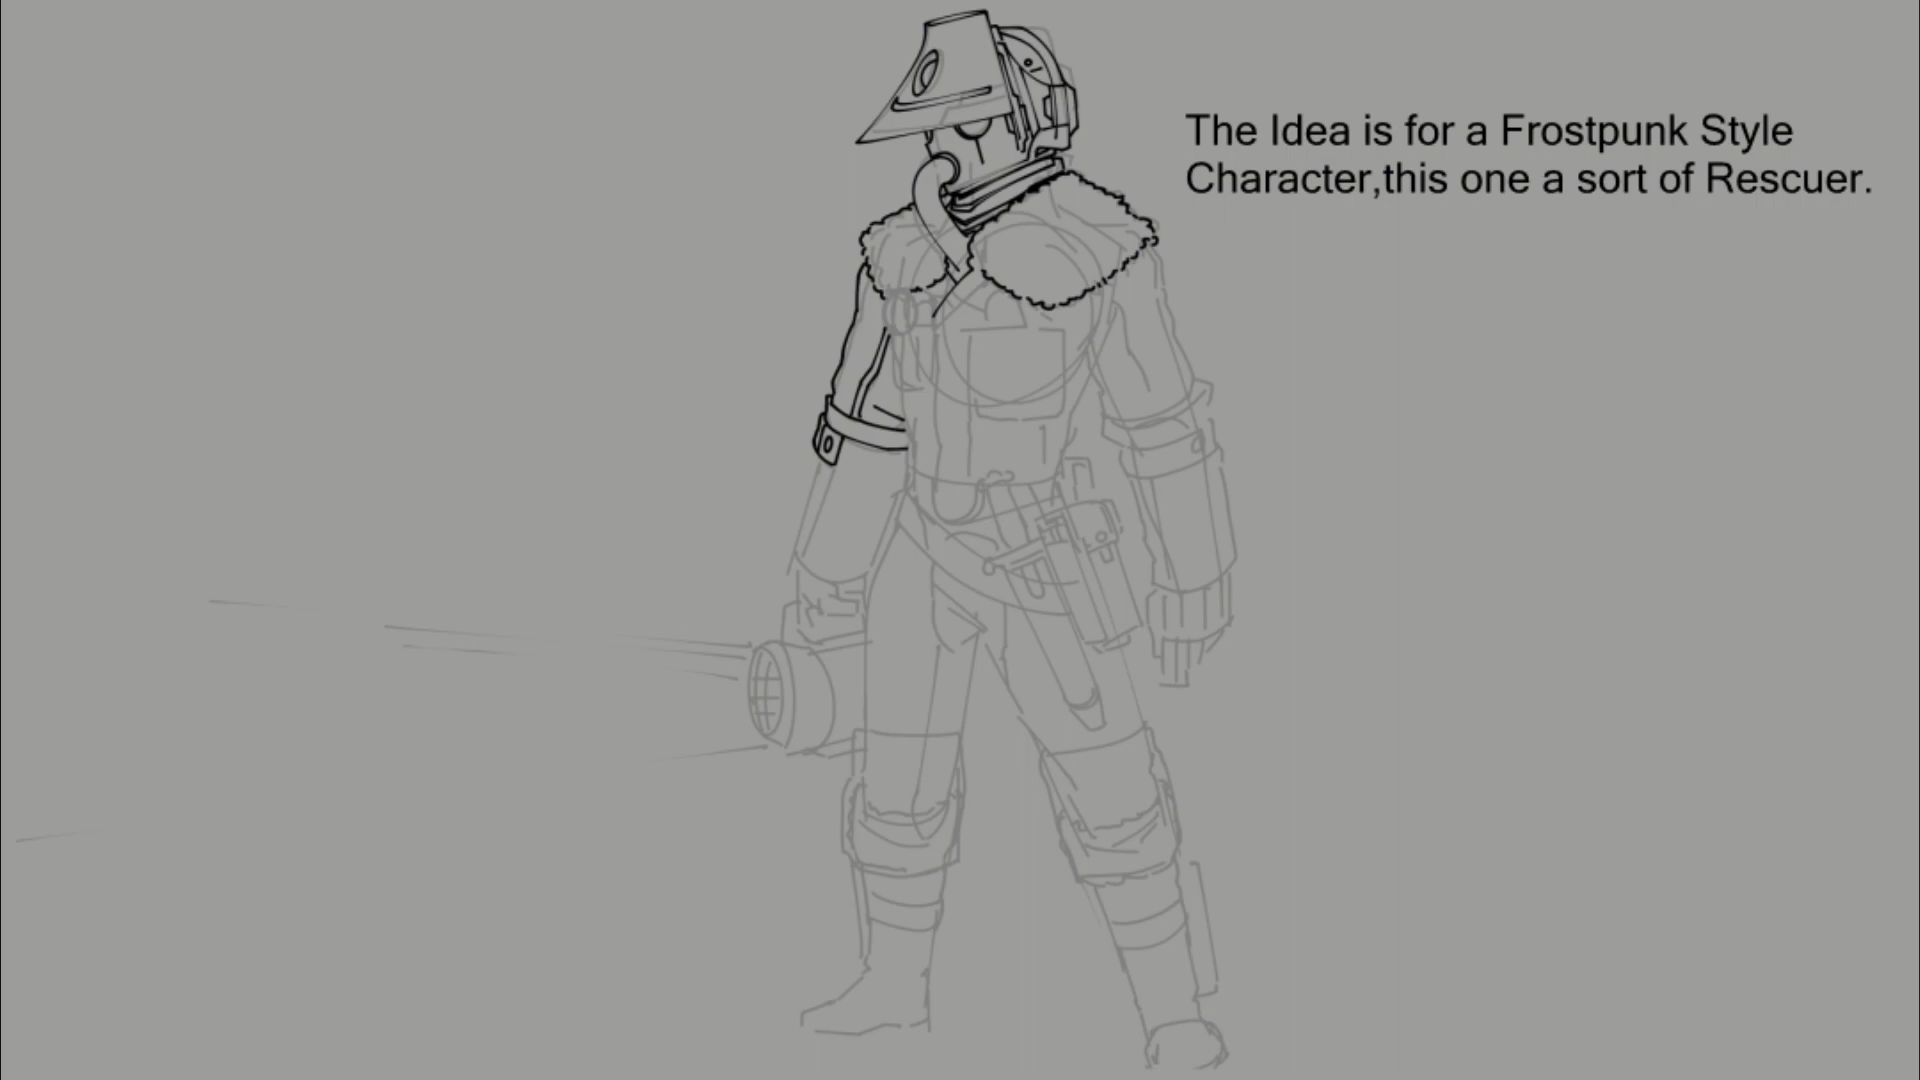 The Idea is for a Frostpunk Style
Character,this one a sort of Rescuer.